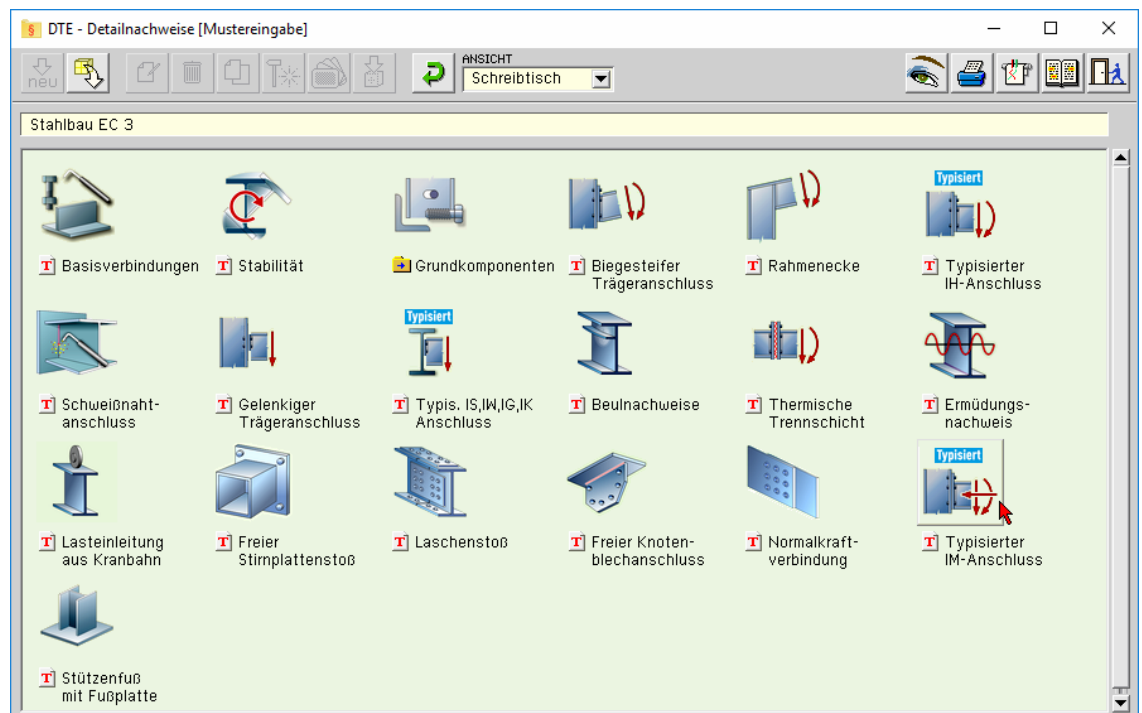 § DTE - Detailnachweise [Mustereingabe]
neu
ANSICHT
Schreibtisch
Stahlbau EC 3
Typisiert
T Basisverbindungen
T Stabilität
Grundkomponenten
T Biegesteifer
Trägeranschluss
T Rahmenecke
T Typisierter
IH-Anschluss
Typisiert
T Schweißnaht-
anschluss
T Gelenkiger
Trägeranschluss
T Typis. IS,IW,IG,IK
Anschluss
T Beulnachweise
T Thermische
Trennschicht
T Ermüdungs-
nachweis
Typisiert
T Lasteinleitung
aus Kranbahn
T Freier
Stirnplattenstoß
T Laschenstoß
T Freier Knoten-
blechanschluss
T Normalkraft-
verbindung
T Typisierter
IM-Anschluss
T Stützenfuß
mit Fußplatte